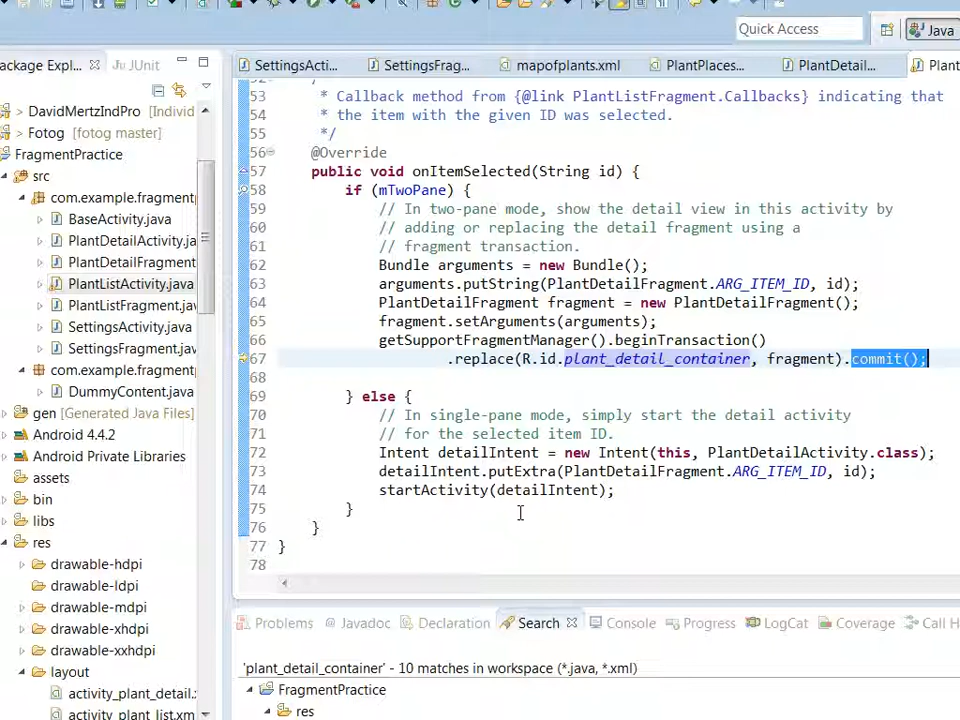 Quick Access
Java
ackage Expl...
JUnit
SettingsActi...
SettingsFrag...
mapofplants.xml
PlantPlaces...
PlantDetail...
Plant
> DavidMertzIndPro [Individ
> Fotog [fotog master]
FragmentPractice
src
com.example.fragment
BaseActivity.java
PlantDetailActivity.ja
PlantDetailFragment
PlantListActivity.java
PlantListFragment.jav
SettingsActivity.java
SettingsFragment.jav
com.example.fragment
DummyContent.java
gen [Generated Java Files]
Android 4.4.2
Android Private Libraries
assets
bin
libs
res
drawable-hdpi
drawable-ldpi
drawable-mdpi
drawable-xhdpi
drawable-xxhdpi
layout
activity_plant_detail.x
activity_plant_list.xm
53 * Callback method from {@link PlantListFragment.Callbacks} indicating that
54 * the item with the given ID was selected.
55 */
56 @Override
57 public void onItemSelected(String id) {
58 if (mTwoPane) {
59 // In two-pane mode, show the detail view in this activity by
60 // adding or replacing the detail fragment using a
61 // fragment transaction.
62 Bundle arguments = new Bundle();
63 arguments.putString(PlantDetailFragment.ARG_ITEM_ID, id);
64 PlantDetailFragment fragment = new PlantDetailFragment();
65 fragment.setArguments(arguments);
66 getSupportFragmentManager().beginTransaction()
67 .replace(R.id.plant_detail_container, fragment).commit();
68
69 } else {
70 // In single-pane mode, simply start the detail activity
71 // for the selected item ID.
72 Intent detailIntent = new Intent(this, PlantDetailActivity.class);
73 detailIntent.putExtra(PlantDetailFragment.ARG_ITEM_ID, id);
74 startActivity(detailIntent);
75 }
76 }
77 }
78
Problems
@ Javadoc
Declaration
Search
Console
Progress
LogCat
Coverage
Call H
'plant_detail_container' - 10 matches in workspace (*.java, *.xml)
FragmentPractice
res